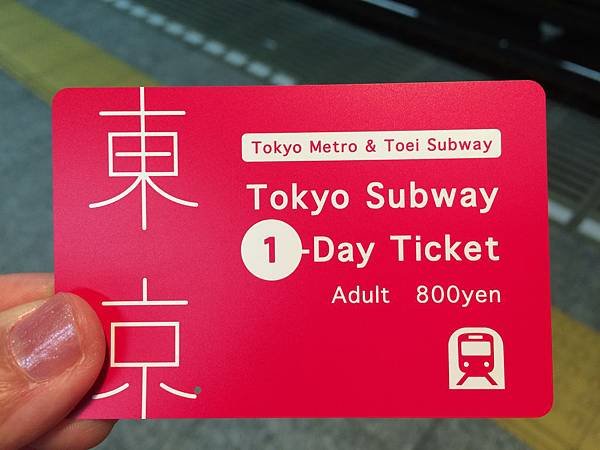 東京
Tokyo Metro & Toei Subway
Tokyo Subway
1-Day Ticket
Adult 800yen